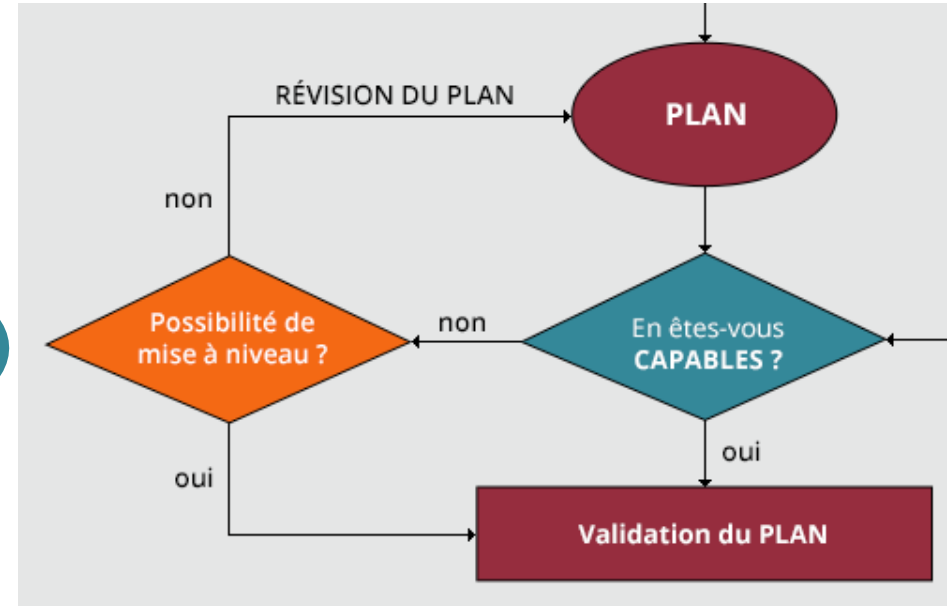 RÉVISION DU PLAN
PLAN
non
Possibilité de
mise à niveau ?
non
En êtes-vous
CAPABLES ?
oui
oui
Validation du PLAN